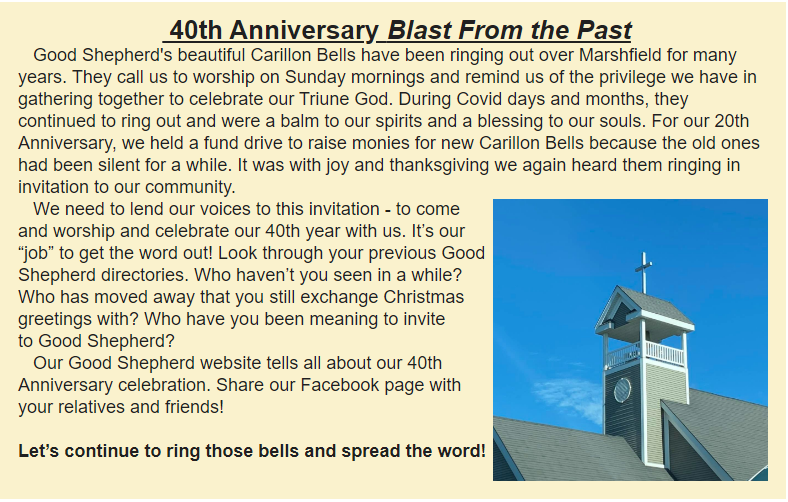 40th Anniversary Blast From the Past
Good Shepherd's beautiful Carillon Bells have been ringing out over Marshfield for many
years. They call us to worship on Sunday mornings and remind us of the privilege we have in
gathering together to celebrate our Triune God. During Covid days and months, they
continued to ring out and were a balm to our spirits and a blessing to our souls. For our 20th
Anniversary, we held a fund drive to raise monies for new Carillon Bells because the old ones
had been silent for a while. It was with joy and thanksgiving we again heard them ringing in
invitation to our community.
We need to lend our voices to this invitation - to come
and worship and celebrate our 40th year with us. It’s our
“job” to get the word out! Look through your previous Good
Shepherd directories. Who haven’t you seen in a while?
Who has moved away that you still exchange Christmas
greetings with? Who have you been meaning to invite
to Good Shepherd?
Our Good Shepherd website tells all about our 40th
Anniversary celebration. Share our Facebook page with
your relatives and friends!
Let’s continue to ring those bells and spread the word!